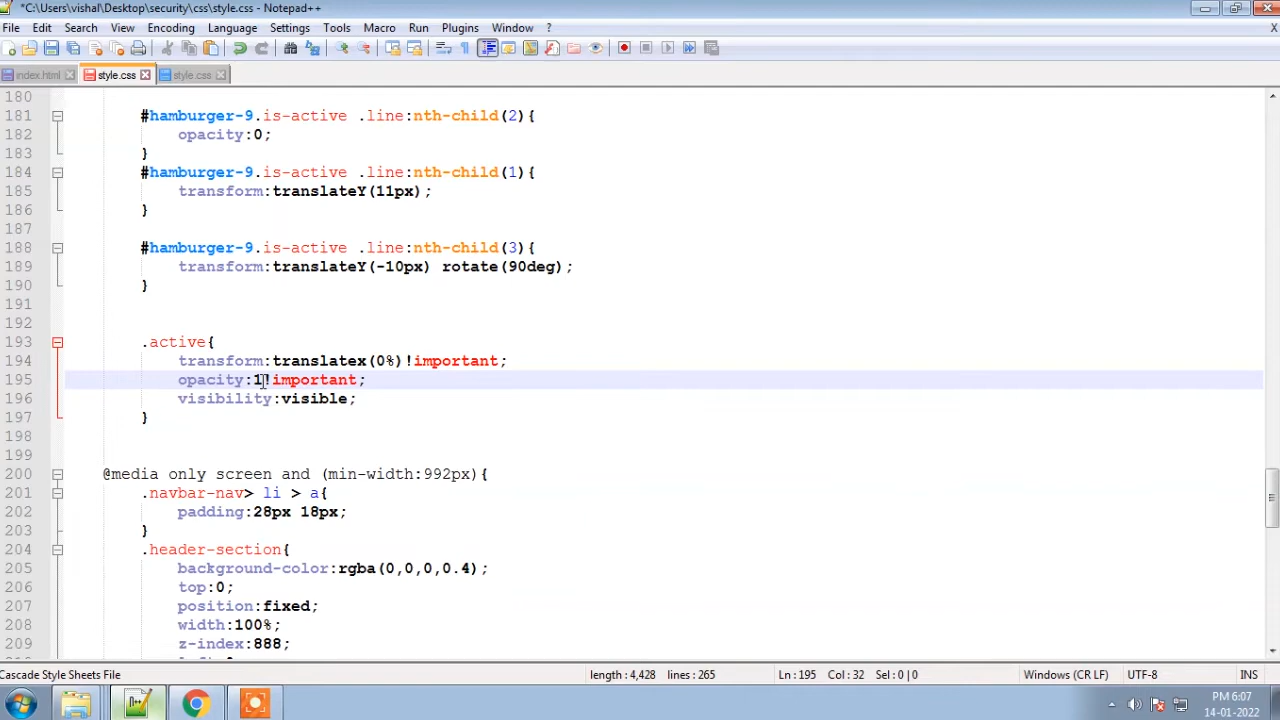 *C:\Users\vishal\Desktop\security\css\style.css - Notepad++
File Edit Search View Encoding Language Settings Tools Macro Run Plugins Window ? X
index.html style.css style.css
180
181 #hamburger-9.is-active .line:nth-child(2){
182 opacity:0;
183 }
184 #hamburger-9.is-active .line:nth-child(1){
185 transform:translateY(11px);
186 }
187
188 #hamburger-9.is-active .line:nth-child(3){
189 transform:translateY(-10px) rotate(90deg);
190 }
191
192
193 .active{
194 transform:translatex(0%)!important;
195 opacity:1!important;
196 visibility:visible;
197 }
198
199
200 @media only screen and (min-width:992px){
201 .navbar-nav> li > a{
202 padding:28px 18px;
203 }
204 .header-section{
205 background-color:rgba(0,0,0,0.4);
206 top:0;
207 position:fixed;
208 width:100%;
209 z-index:888;
Cascade Style Sheets File length : 4,428 lines : 265 Ln : 195 Col : 32 Sel : 0 | 0 Windows (CR LF) UTF-8 INS
PM 6:07
14-01-2022